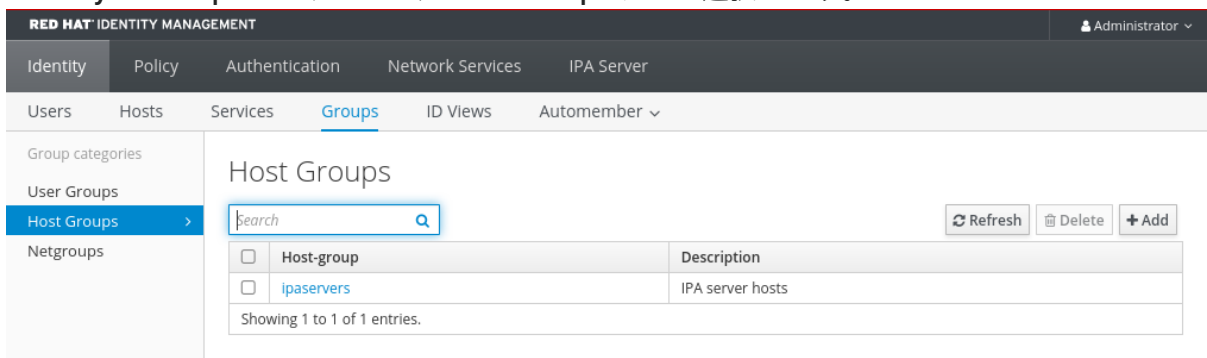 RED HAT IDENTITY MANAGEMENT
Administrator
Identity Policy Authentication Network Services IPA Server
Users Hosts Services Groups ID Views Automember
Group categories
User Groups
Host Groups
Netgroups
Host Groups
Search
Refresh Delete + Add
Host-group Description
ipaservers IPA server hosts
Showing 1 to 1 of 1 entries.